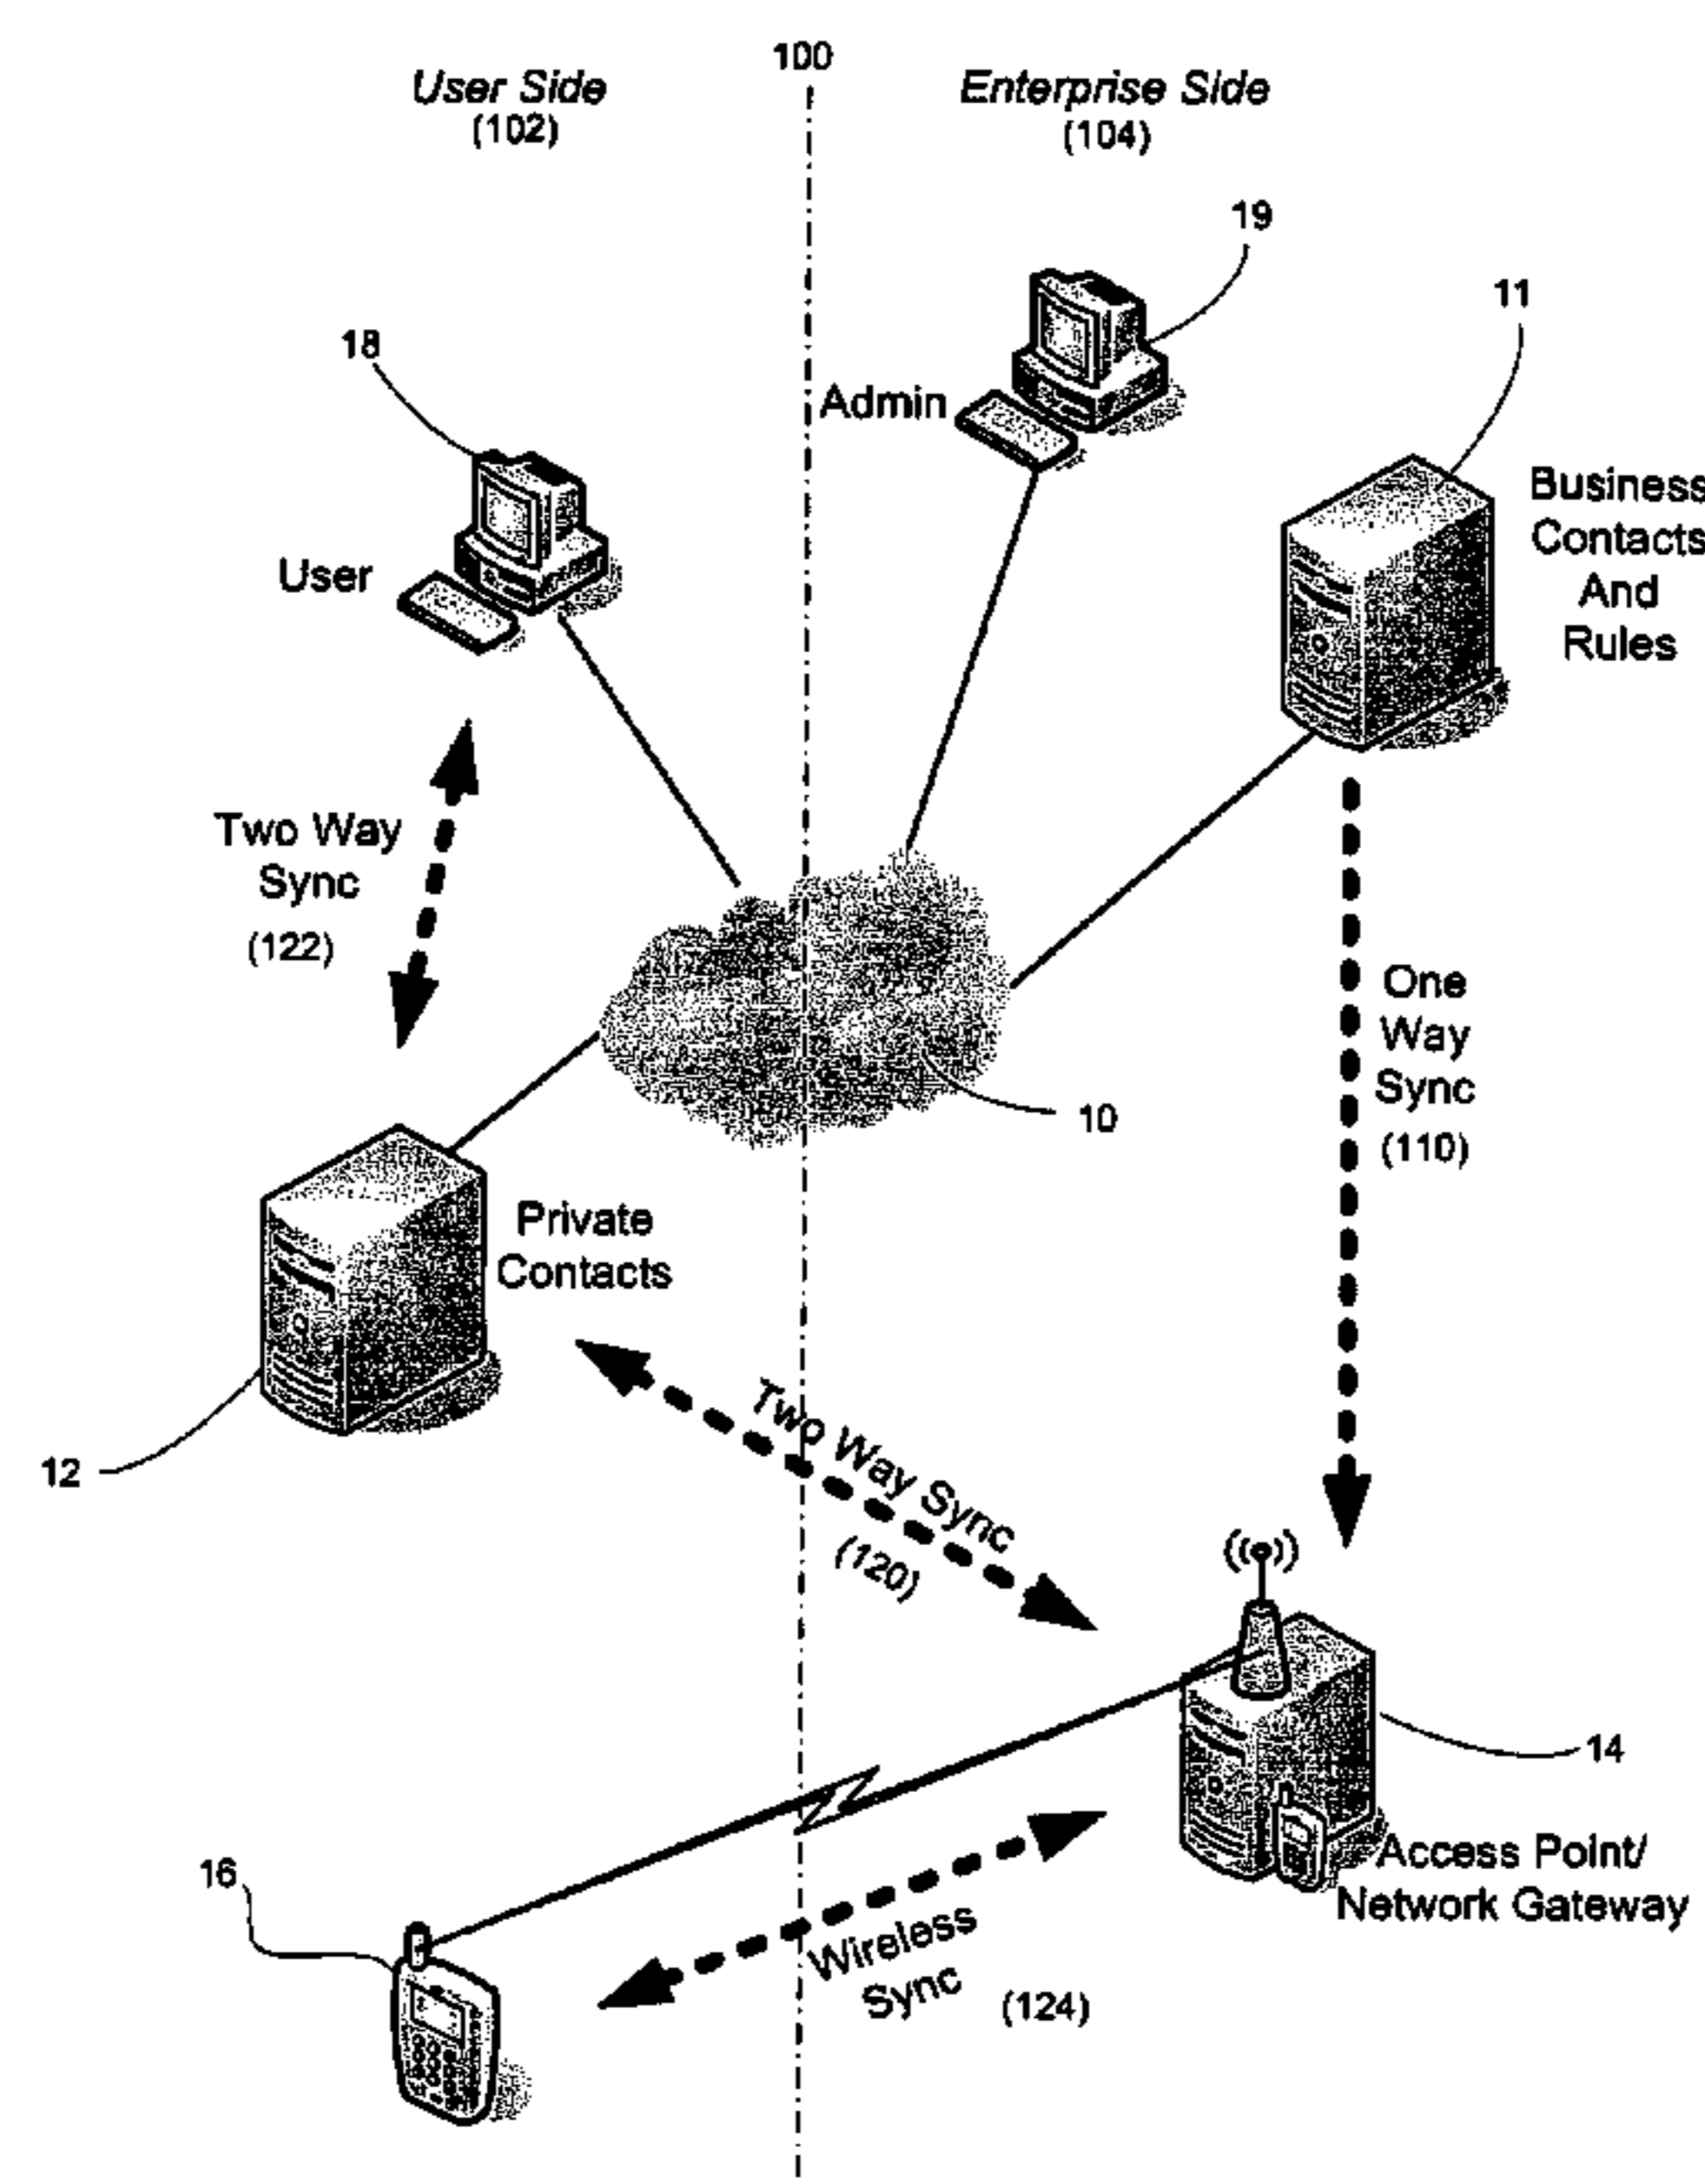 100
User Side
(102)
Enterprise Side
(104)
19
11
18
Admin
Business
Contacts
And
Rules
User
Two Way
Sync
(122)
One
Way
Sync
(110)
10
Private
Contacts
12
Two Way Sync
(120)
14
Access Point/
Network Gateway
16
Wireless
Sync
(124)